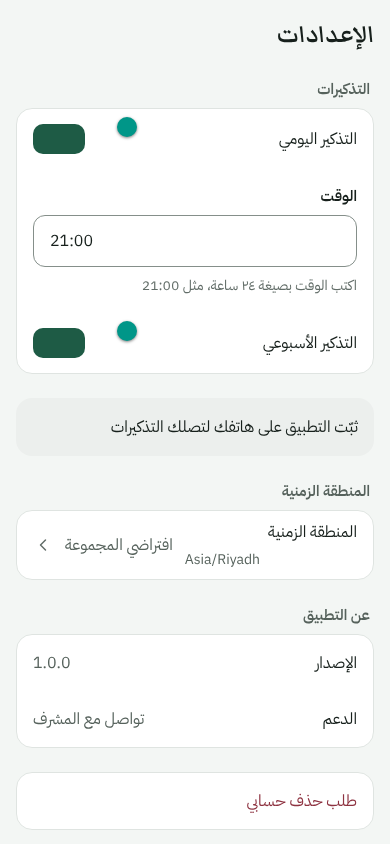 الإعدادات
التذكيرات
التذكير اليومي
الوقت
21:00
اكتب الوقت بصيغة ٢٤ ساعة، مثل 21:00
التذكير الأسبوعي
ثبّت التطبيق على هاتفك لتصلك التذكيرات
المنطقة الزمنية
المنطقة الزمنية
افتراضي المجموعة
Asia/Riyadh
عن التطبيق
الإصدار 1.0.0
الدعم تواصل مع المشرف
طلب حذف حسابي